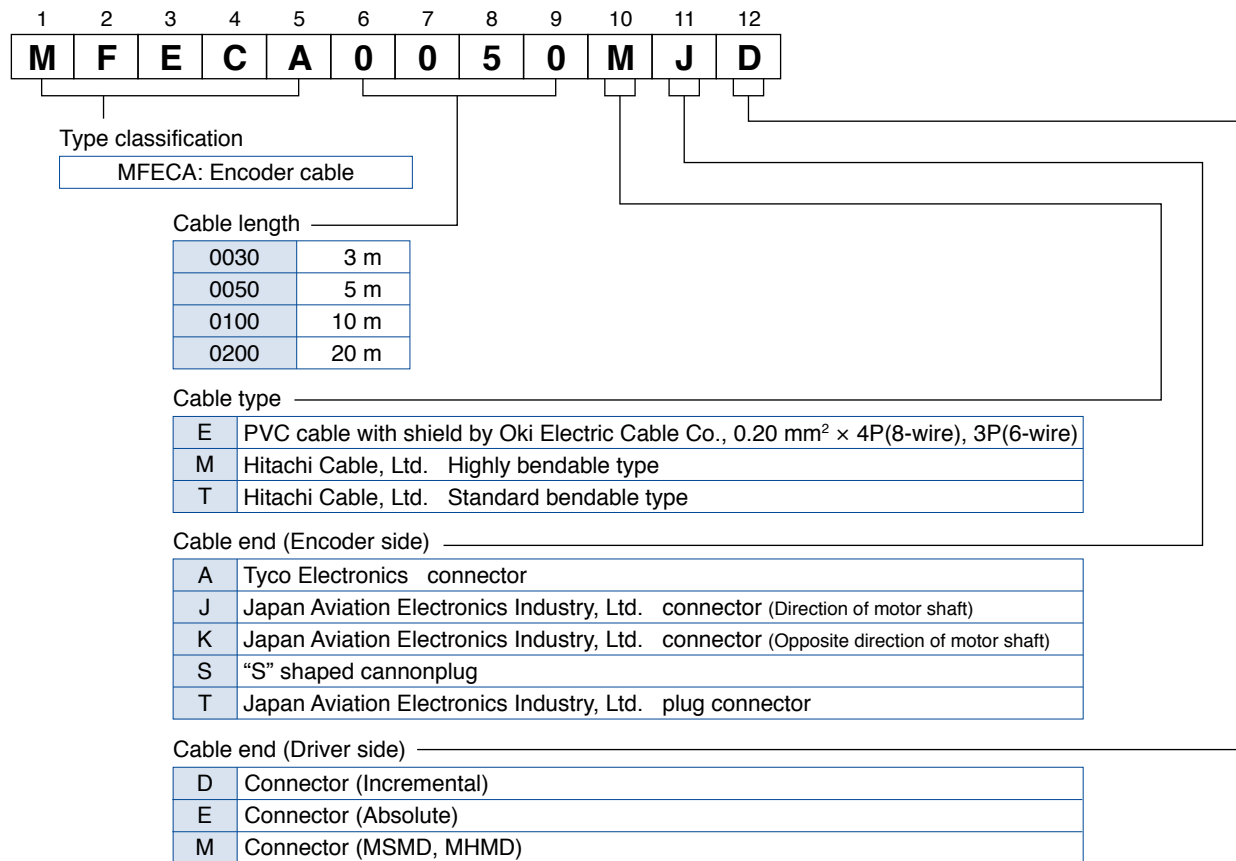 1 2 3 4 5 6 7 8 9 10 11 12
M F E C A 0 0 5 0 M J D
Type classification
MFECA: Encoder cable
Cable length
0030 3 m
0050 5 m
0100 10 m
0200 20 m
Cable type
E PVC cable with shield by Oki Electric Cable Co., 0.20 mm² × 4P(8-wire), 3P(6-wire)
M Hitachi Cable, Ltd. Highly bendable type
T Hitachi Cable, Ltd. Standard bendable type
Cable end (Encoder side)
A Tyco Electronics connector
J Japan Aviation Electronics Industry, Ltd. connector (Direction of motor shaft)
K Japan Aviation Electronics Industry, Ltd. connector (Opposite direction of motor shaft)
S “S” shaped cannonplug
T Japan Aviation Electronics Industry, Ltd. plug connector
Cable end (Driver side)
D Connector (Incremental)
E Connector (Absolute)
M Connector (MSMD, MHMD)